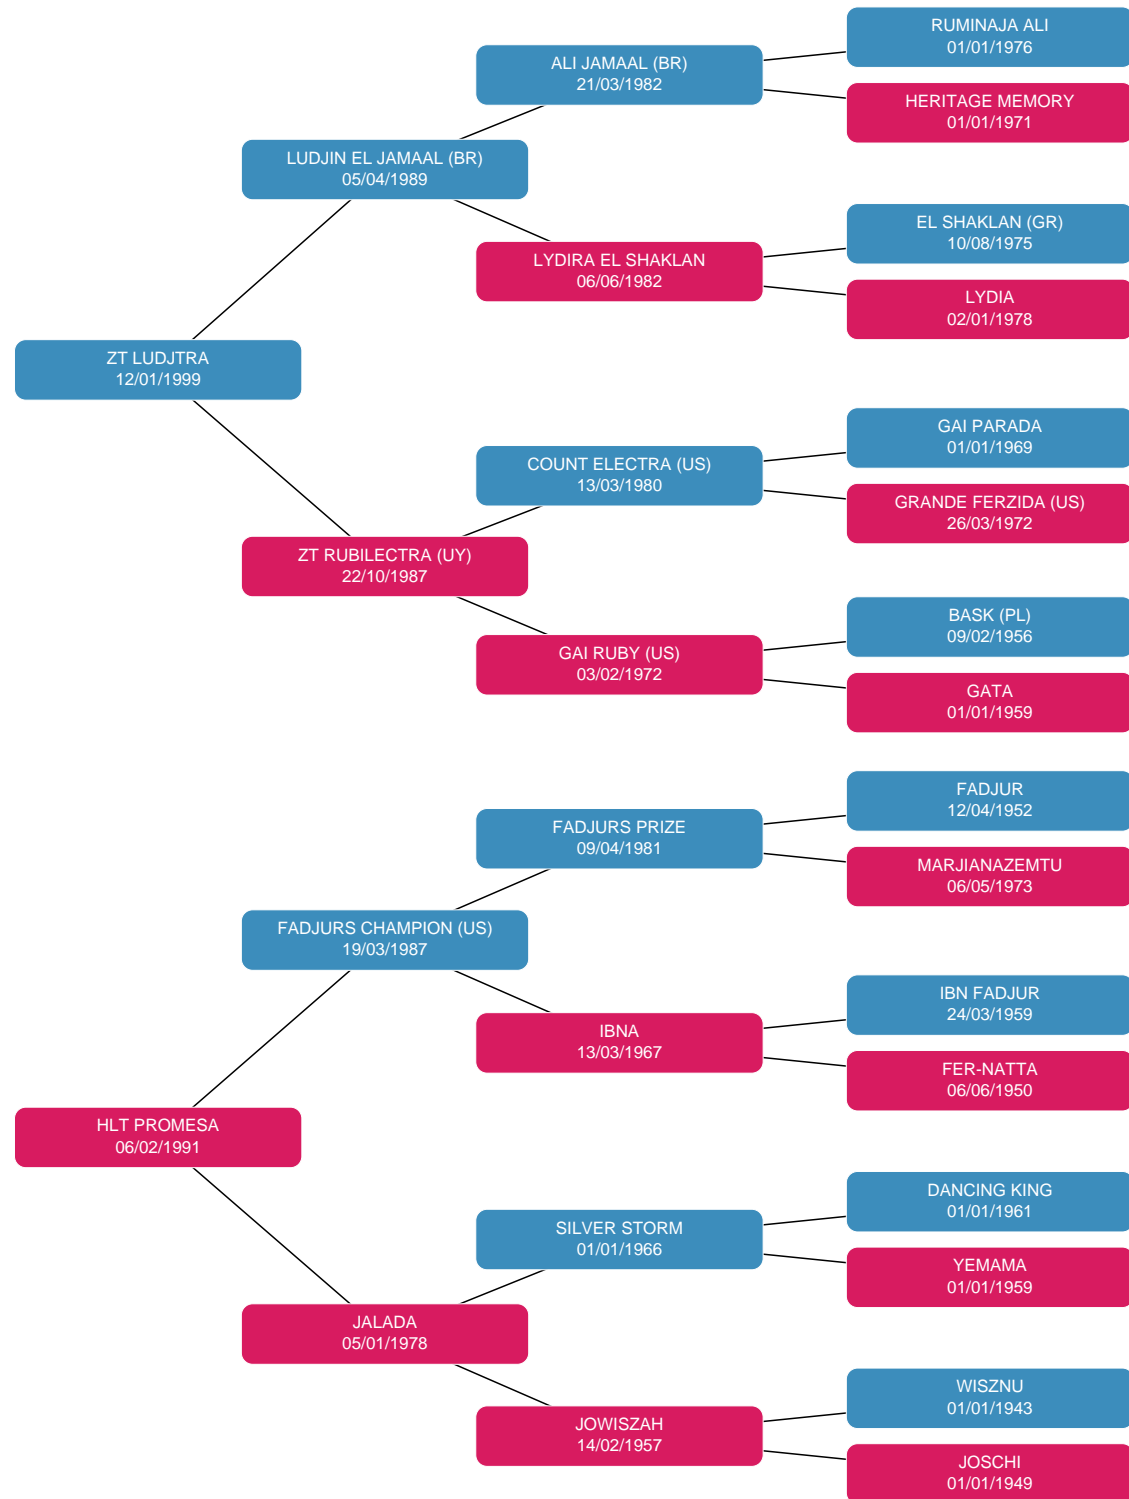 RUMINAJA ALI
01/01/1976
ALI JAMAAL (BR)
21/03/1982
HERITAGE MEMORY
01/01/1971
LUDJIN EL JAMAAL (BR)
05/04/1989
EL SHAKLAN (GR)
10/08/1975
LYDIRA EL SHAKLAN
06/06/1982
LYDIA
02/01/1978
ZT LUDJTRA
12/01/1999
GAI PARADA
01/01/1969
COUNT ELECTRA (US)
13/03/1980
GRANDE FERZIDA (US)
26/03/1972
ZT RUBILECTRA (UY)
22/10/1987
BASK (PL)
09/02/1956
GAI RUBY (US)
03/02/1972
GATA
01/01/1959
FADJUR
12/04/1952
FADJURS PRIZE
09/04/1981
MARJIANAZEMTU
06/05/1973
FADJURS CHAMPION (US)
19/03/1987
IBN FADJUR
24/03/1959
IBNA
13/03/1967
FER-NATTA
06/06/1950
HLT PROMESA
06/02/1991
DANCING KING
01/01/1961
SILVER STORM
01/01/1966
YEMAMA
01/01/1959
JALADA
05/01/1978
WISZNU
01/01/1943
JOWISZAH
14/02/1957
JOSCHI
01/01/1949